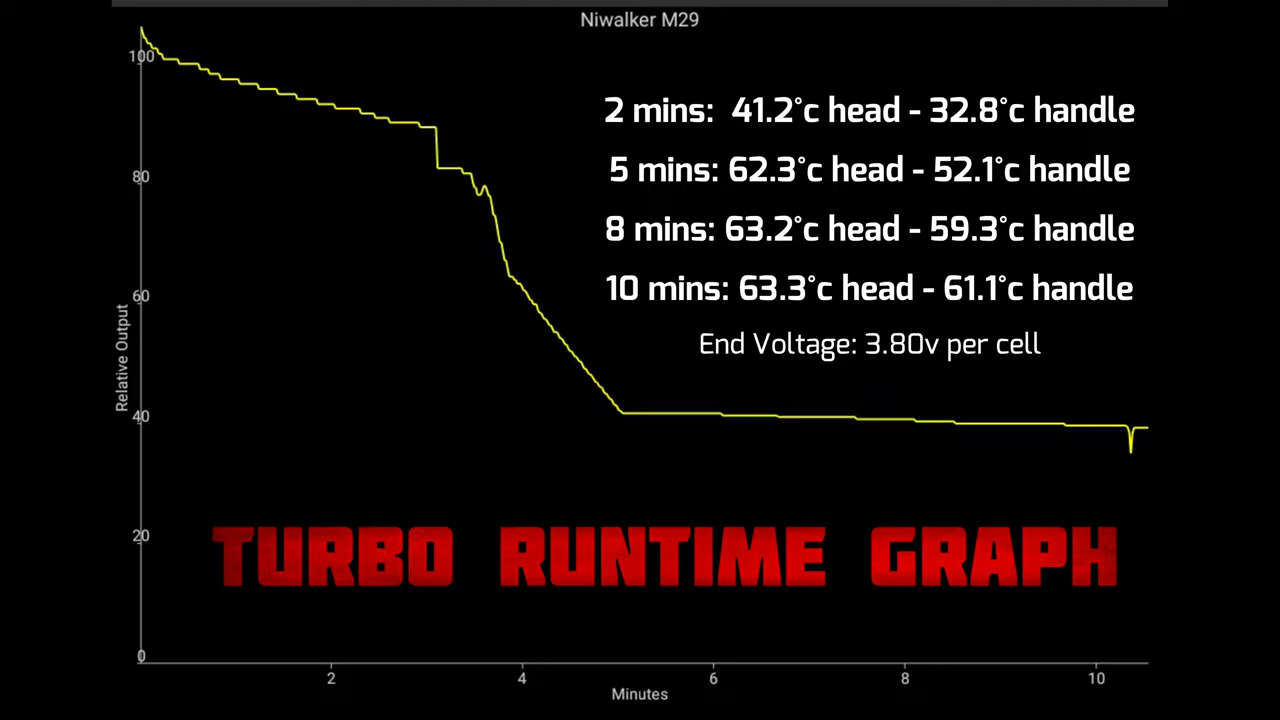 Niwalker M29
100
80
60
40
20
0
Relative Output
2 mins: 41.2°c head - 32.8°c handle
5 mins: 62.3°c head - 52.1°c handle
8 mins: 63.2°c head - 59.3°c handle
10 mins: 63.3°c head - 61.1°c handle
End Voltage: 3.80v per cell
TURBO RUNTIME GRAPH
2 4 6 8 10
Minutes